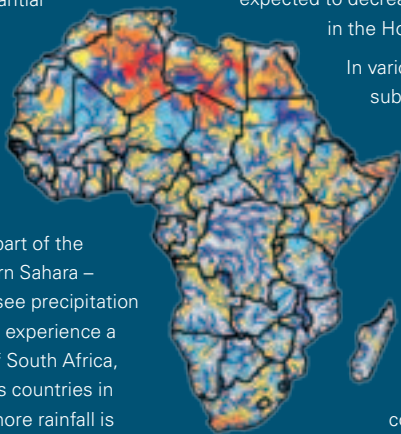 expected to decrea
in the Ho
In vario
sub
part of the
rn Sahara –
see precipitation
experience a
f South Africa,
s countries in
nore rainfall is
co